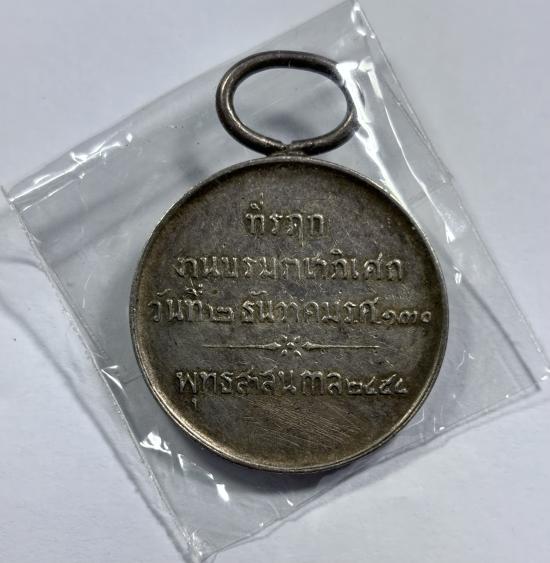 ที่รฦก
งานบรมราชาภิเศก
วันที่ ๒ ธันวาคม ร,ศ,๑๓๐
พุทธสาสนกาล ๒๔๕๔